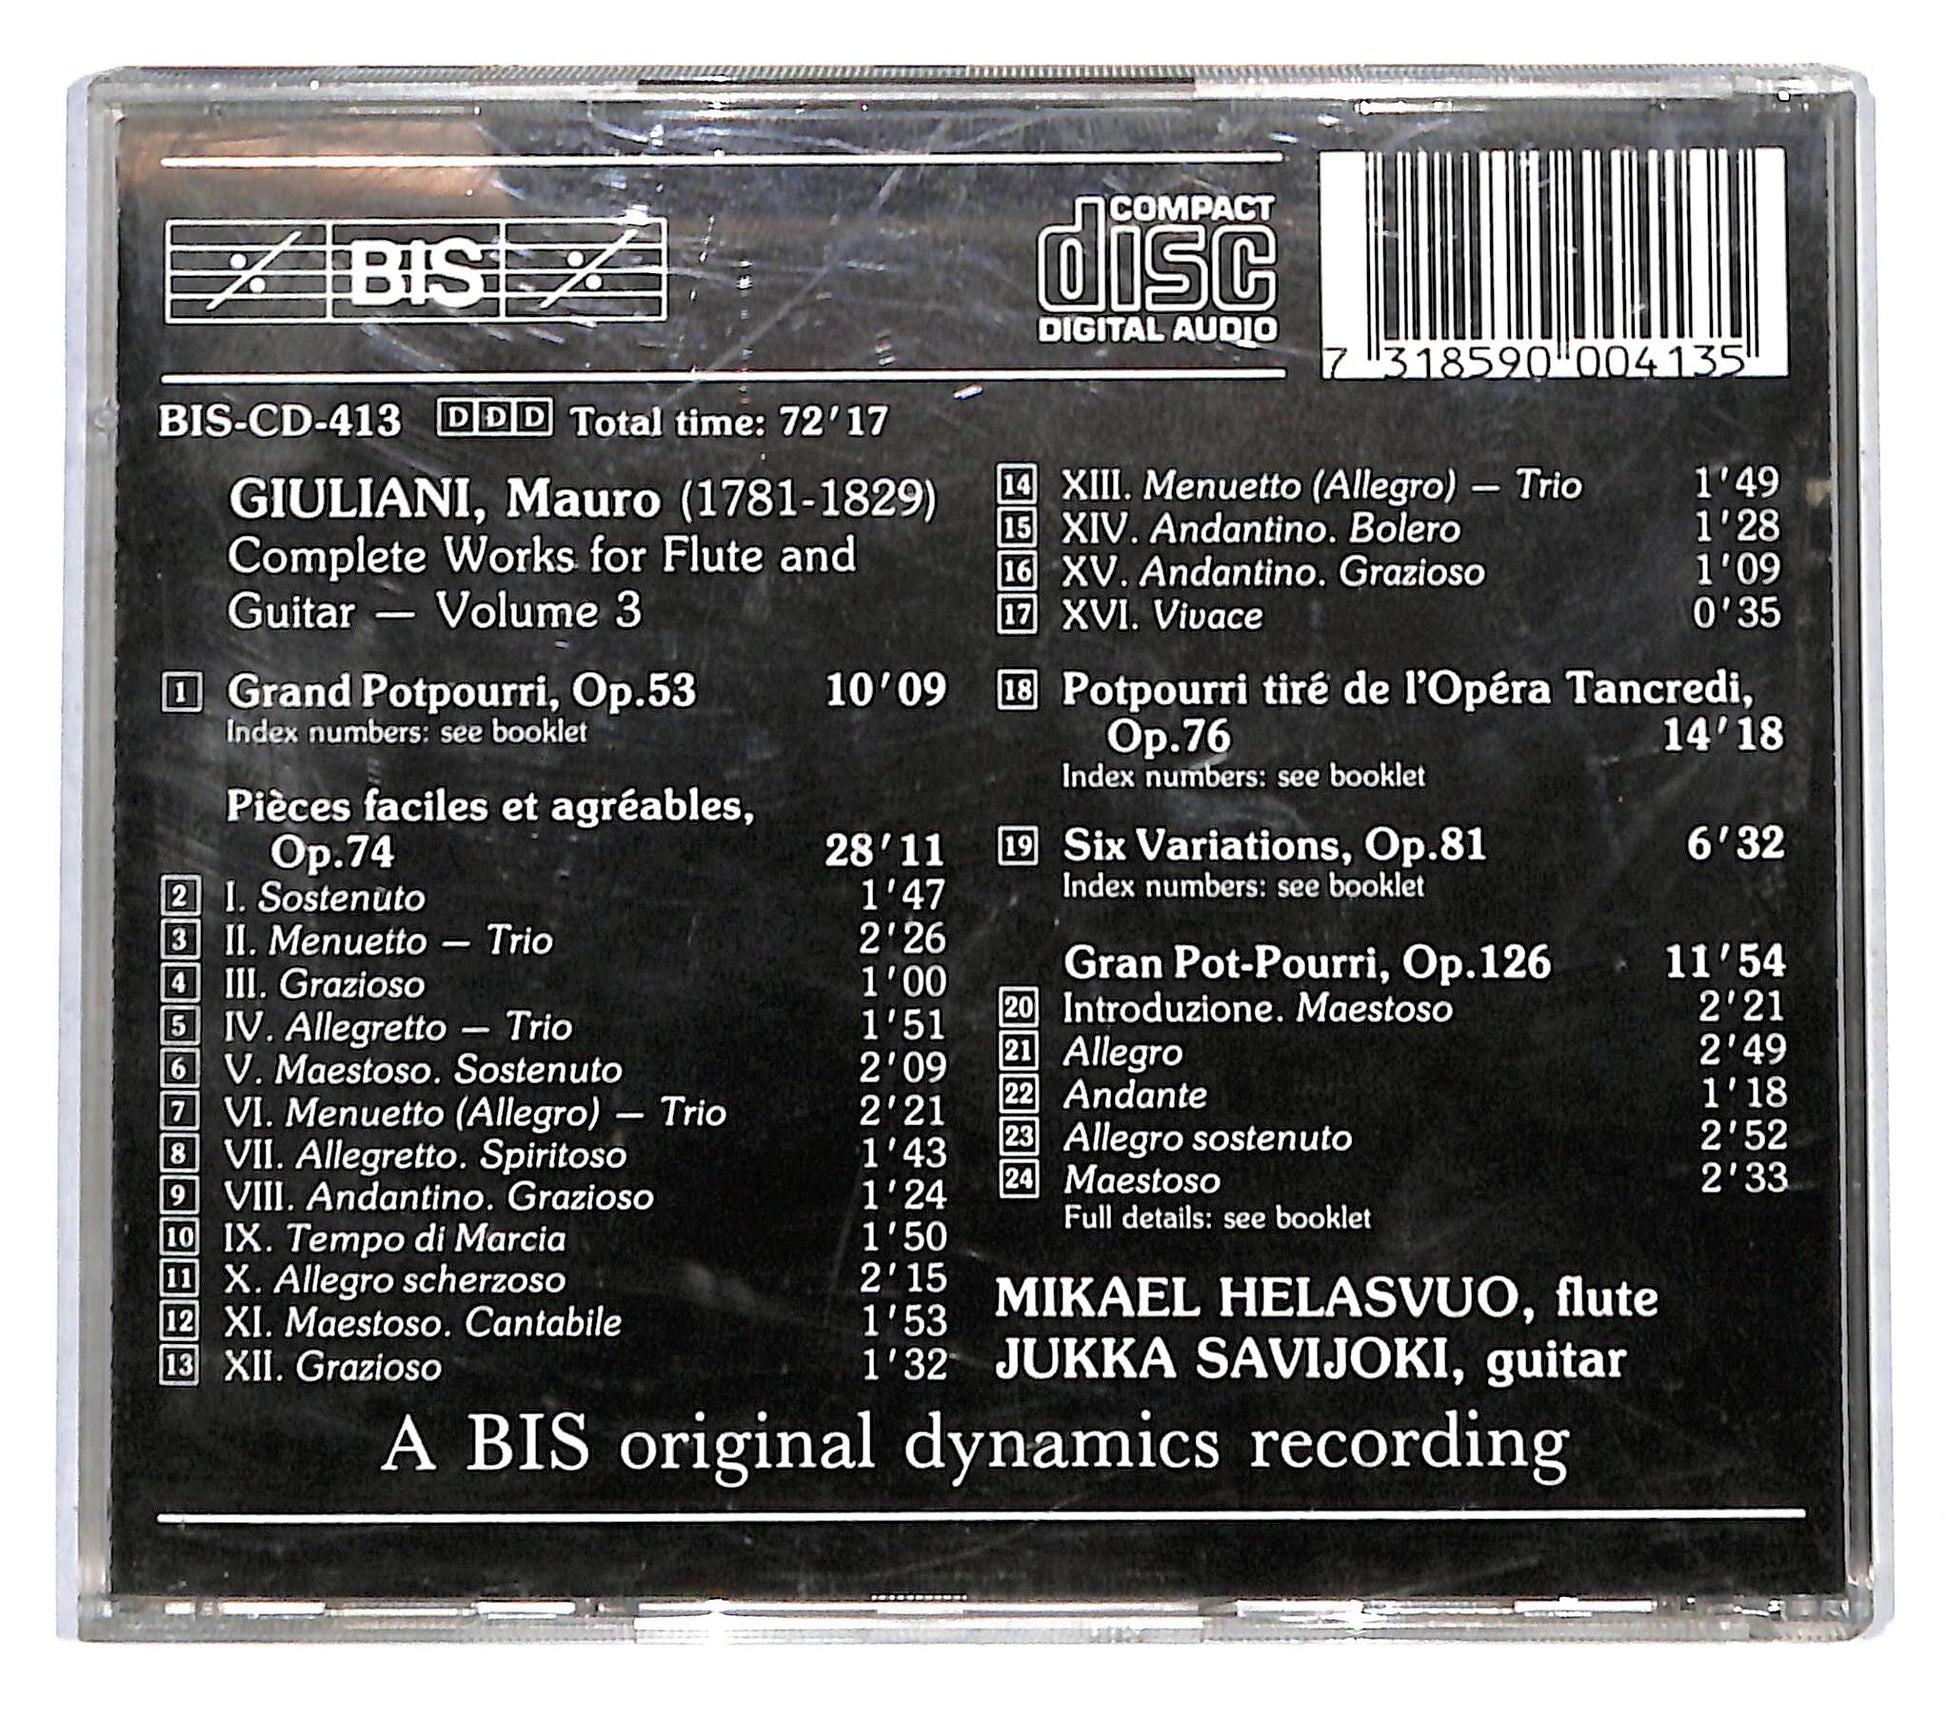 BIS
COMPACT
disc
DIGITAL AUDIO
7 318590 004135
BIS-CD-413 DDD Total time: 72'17
GIULIANI, Mauro (1781-1829)
Complete Works for Flute and
Guitar — Volume 3
1 Grand Potpourri, Op.53 10'09
Index numbers: see booklet
Pièces faciles et agréables,
Op.74 28'11
2 I. Sostenuto 1'47
3 II. Menuetto — Trio 2'26
4 III. Grazioso 1'00
5 IV. Allegretto — Trio 1'51
6 V. Maestoso. Sostenuto 2'09
7 VI. Menuetto (Allegro) — Trio 2'21
8 VII. Allegretto. Spiritoso 1'43
9 VIII. Andantino. Grazioso 1'24
10 IX. Tempo di Marcia 1'50
11 X. Allegro scherzoso 2'15
12 XI. Maestoso. Cantabile 1'53
13 XII. Grazioso 1'32
14 XIII. Menuetto (Allegro) — Trio 1'49
15 XIV. Andantino. Bolero 1'28
16 XV. Andantino. Grazioso 1'09
17 XVI. Vivace 0'35
18 Potpourri tiré de l'Opéra Tancredi,
Op.76 14'18
Index numbers: see booklet
19 Six Variations, Op.81 6'32
Index numbers: see booklet
Gran Pot-Pourri, Op.126 11'54
20 Introduzione. Maestoso 2'21
21 Allegro 2'49
22 Andante 1'18
23 Allegro sostenuto 2'52
24 Maestoso 2'33
Full details: see booklet
MIKAEL HELASVUO, flute
JUKKA SAVIJOKI, guitar
A BIS original dynamics recording